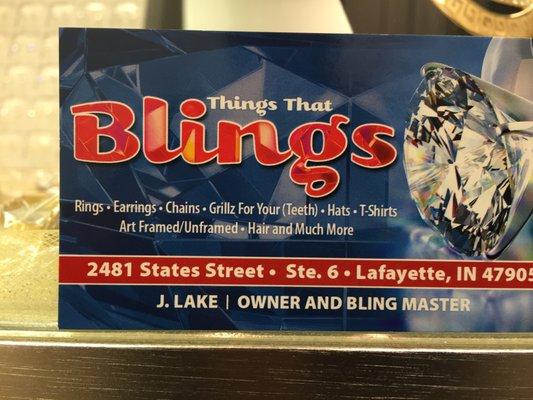 Things That
Blings
Rings • Earrings • Chains • Grillz For Your (Teeth) • Hats • T-Shirts
Art Framed/Unframed • Hair and Much More
2481 States Street • Ste. 6 • Lafayette, IN 47905
J. LAKE | OWNER AND BLING MASTER